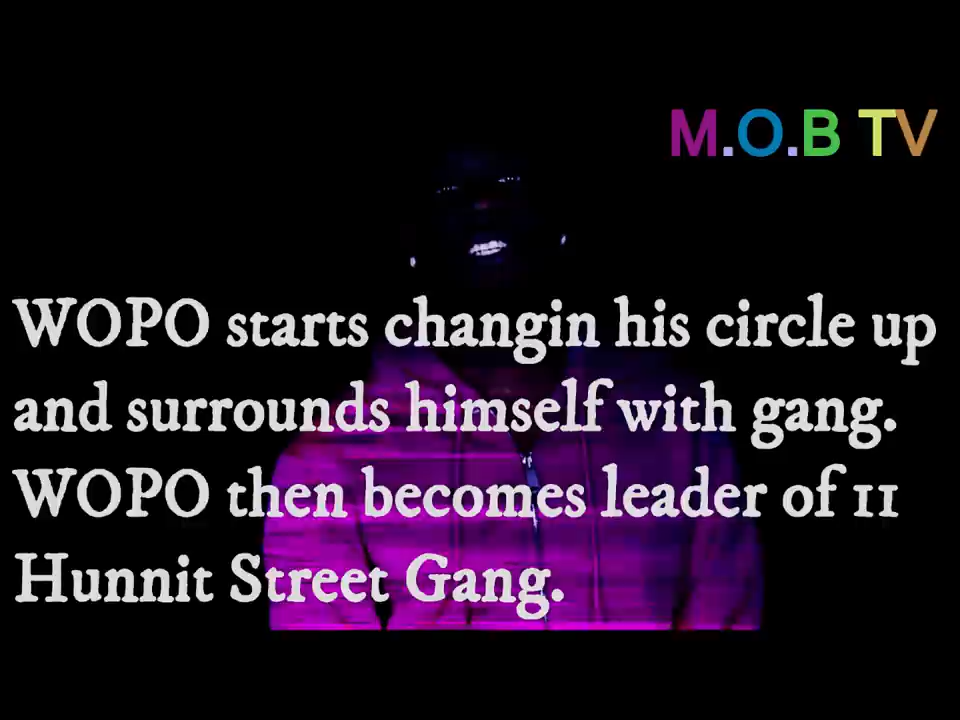 M.O.B TV
WOPO starts changin his circle up
and surrounds himself with gang.
WOPO then becomes leader of 11
Hunnit Street Gang.